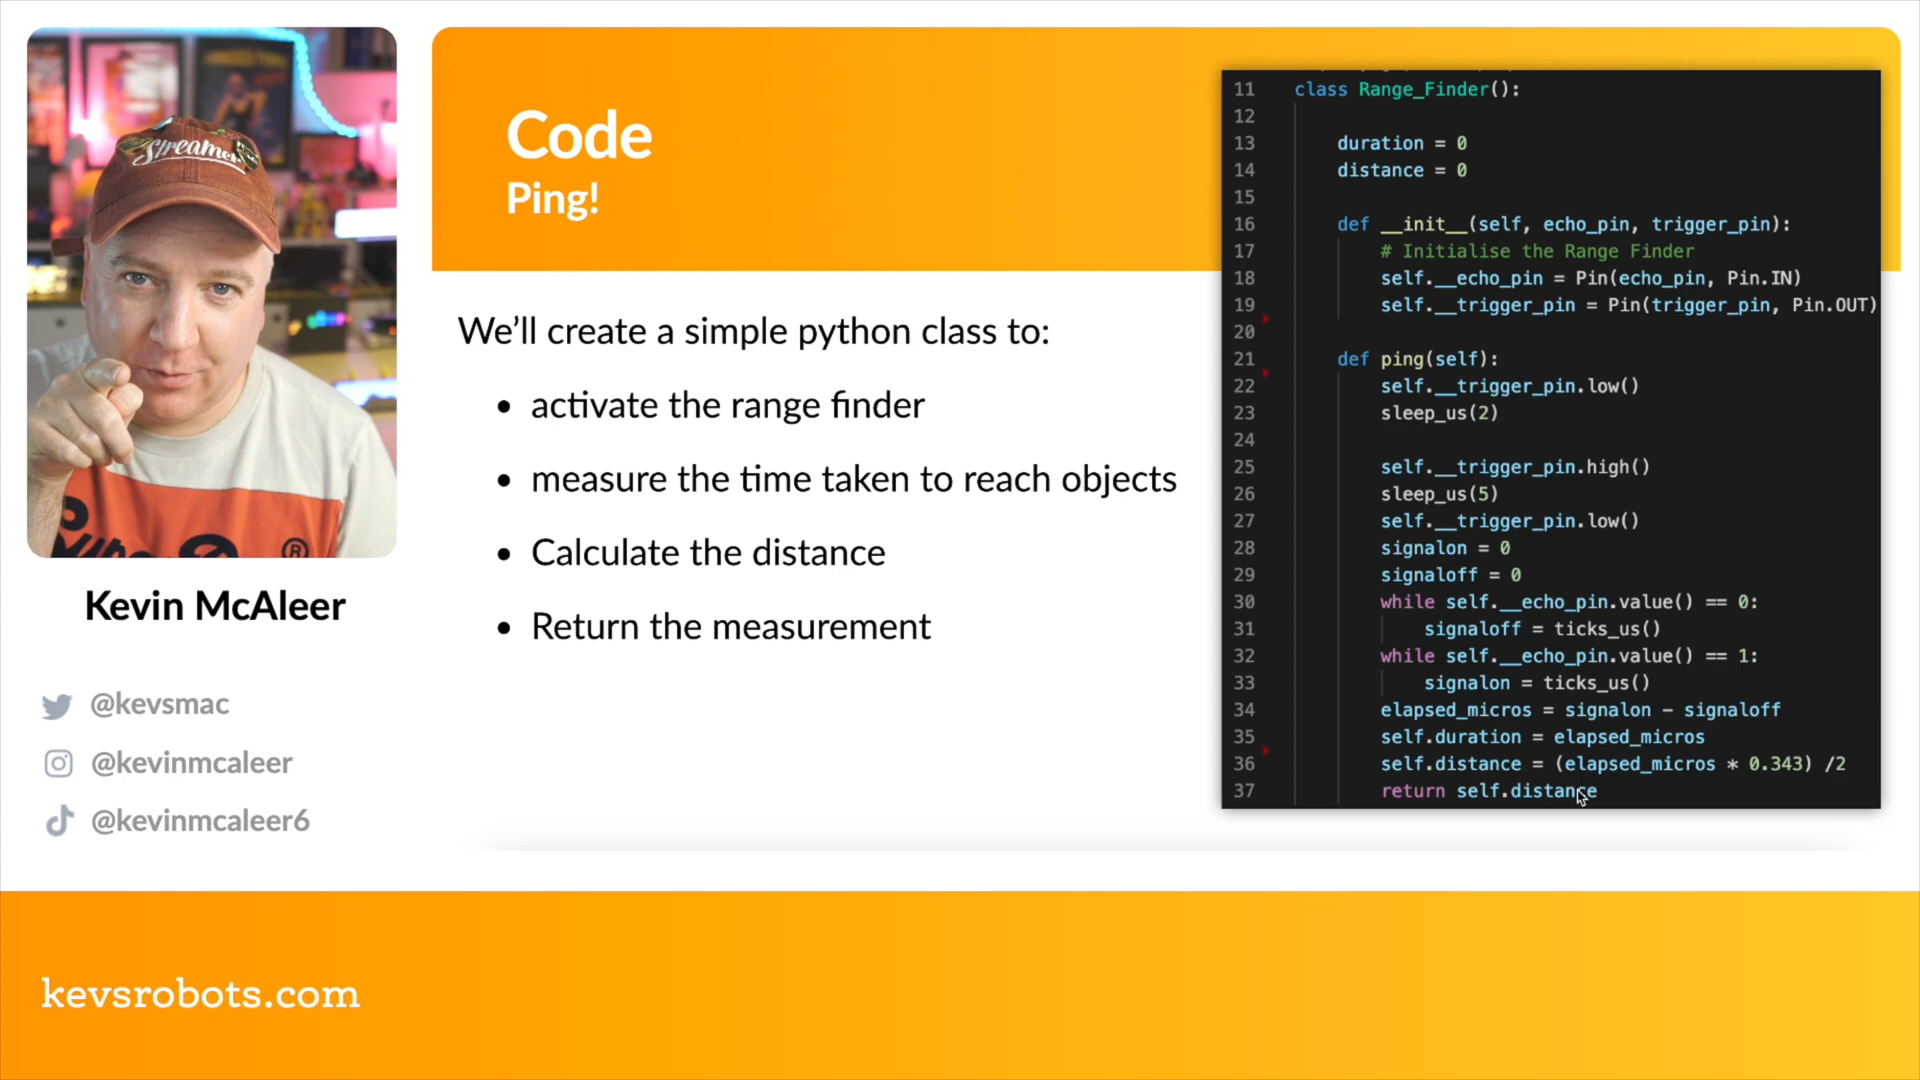 Streamer
®
Kevin McAleer
@kevsmac
@kevinmcaleer
@kevinmcaleer6
Code
Ping!
We'll create a simple python class to:
• activate the range finder
• measure the time taken to reach objects
• Calculate the distance
• Return the measurement
11 class Range_Finder():
12
13 duration = 0
14 distance = 0
15
16 def __init__(self, echo_pin, trigger_pin):
17 # Initialise the Range Finder
18 self.__echo_pin = Pin(echo_pin, Pin.IN)
19 self.__trigger_pin = Pin(trigger_pin, Pin.OUT)
20
21 def ping(self):
22 self.__trigger_pin.low()
23 sleep_us(2)
24
25 self.__trigger_pin.high()
26 sleep_us(5)
27 self.__trigger_pin.low()
28 signalon = 0
29 signaloff = 0
30 while self.__echo_pin.value() == 0:
31 signaloff = ticks_us()
32 while self.__echo_pin.value() == 1:
33 signalon = ticks_us()
34 elapsed_micros = signalon - signaloff
35 self.duration = elapsed_micros
36 self.distance = (elapsed_micros * 0.343) /2
37 return self.distance
kevsrobots.com